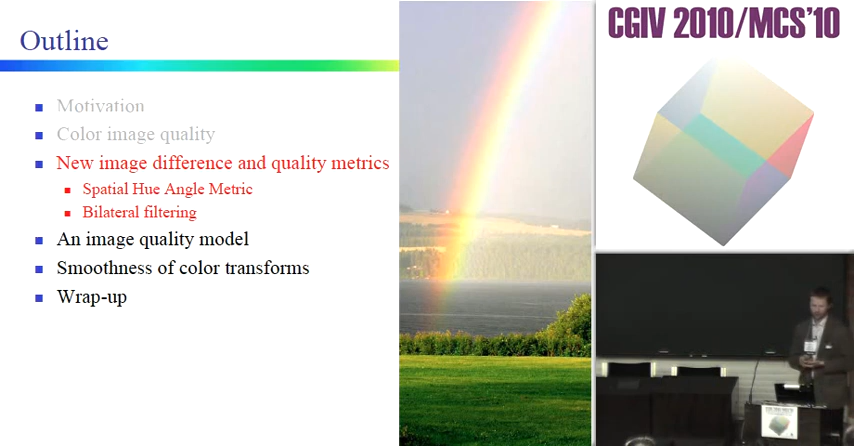 Outline
Motivation
Color image quality
New image difference and quality metrics
Spatial Hue Angle Metric
Bilateral filtering
An image quality model
Smoothness of color transforms
Wrap-up
CGIV 2010/MCS'10